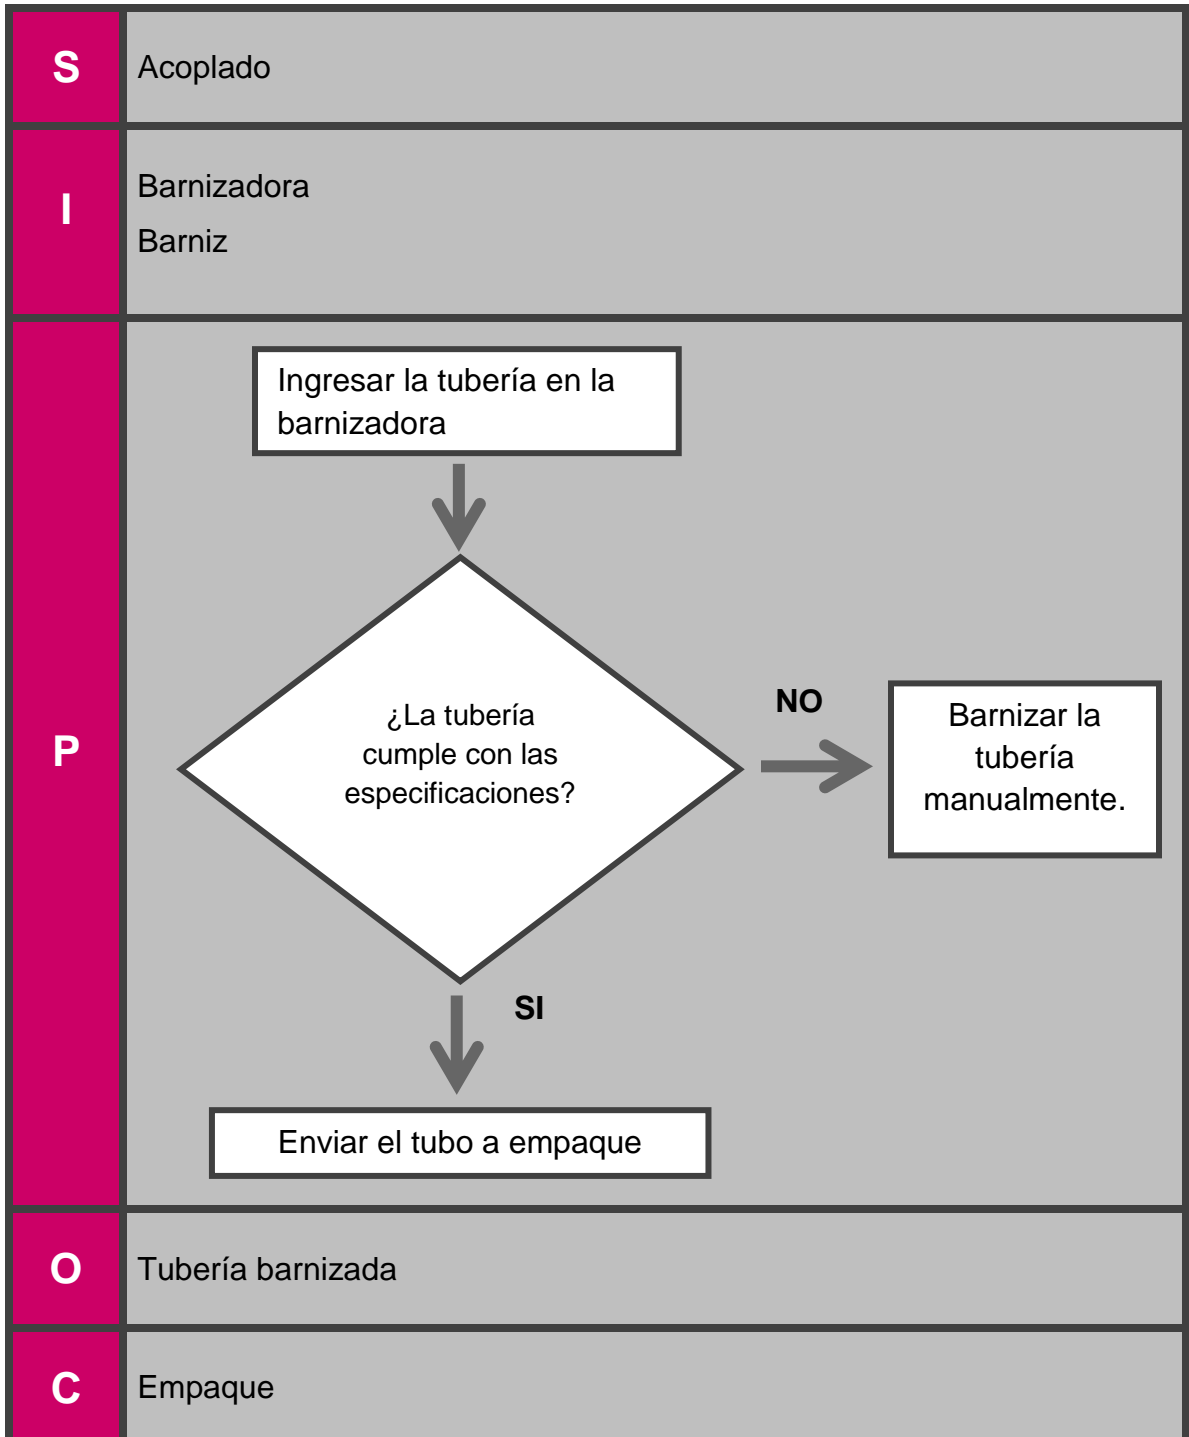 S
Acoplado
I
Barnizadora
Barniz
P
Ingresar la tubería en la
barnizadora
¿La tubería
cumple con las
especificaciones?
NO
Barnizar la
tubería
manualmente.
SI
Enviar el tubo a empaque
O
Tubería barnizada
C
Empaque